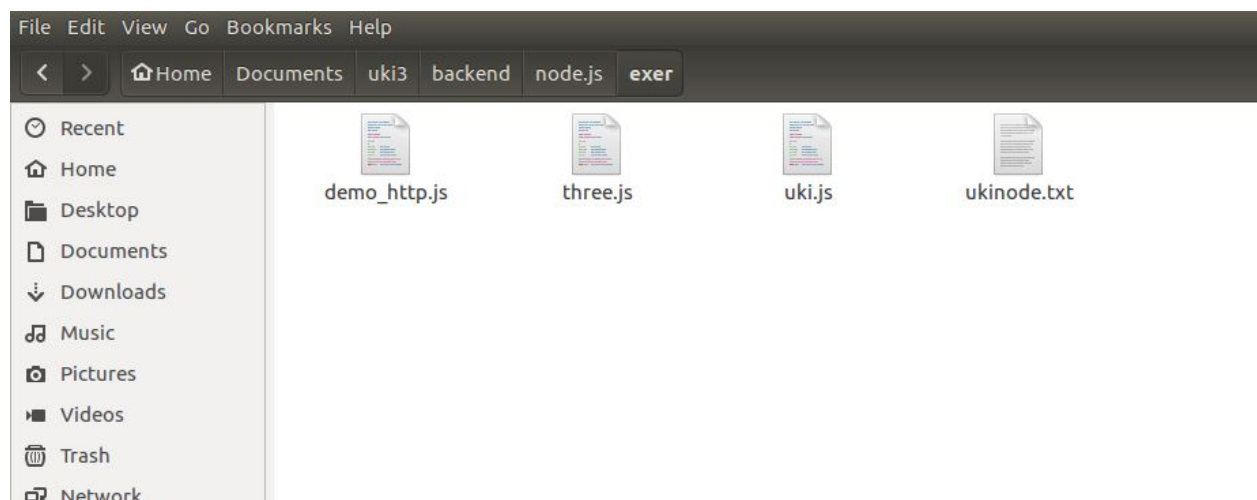 File Edit View Go Bookmarks Help
Home Documents uki3 backend node.js exer
Recent
Home
Desktop
Documents
Downloads
Music
Pictures
Videos
Trash
Network
demo_http.js three.js uki.js ukinode.txt